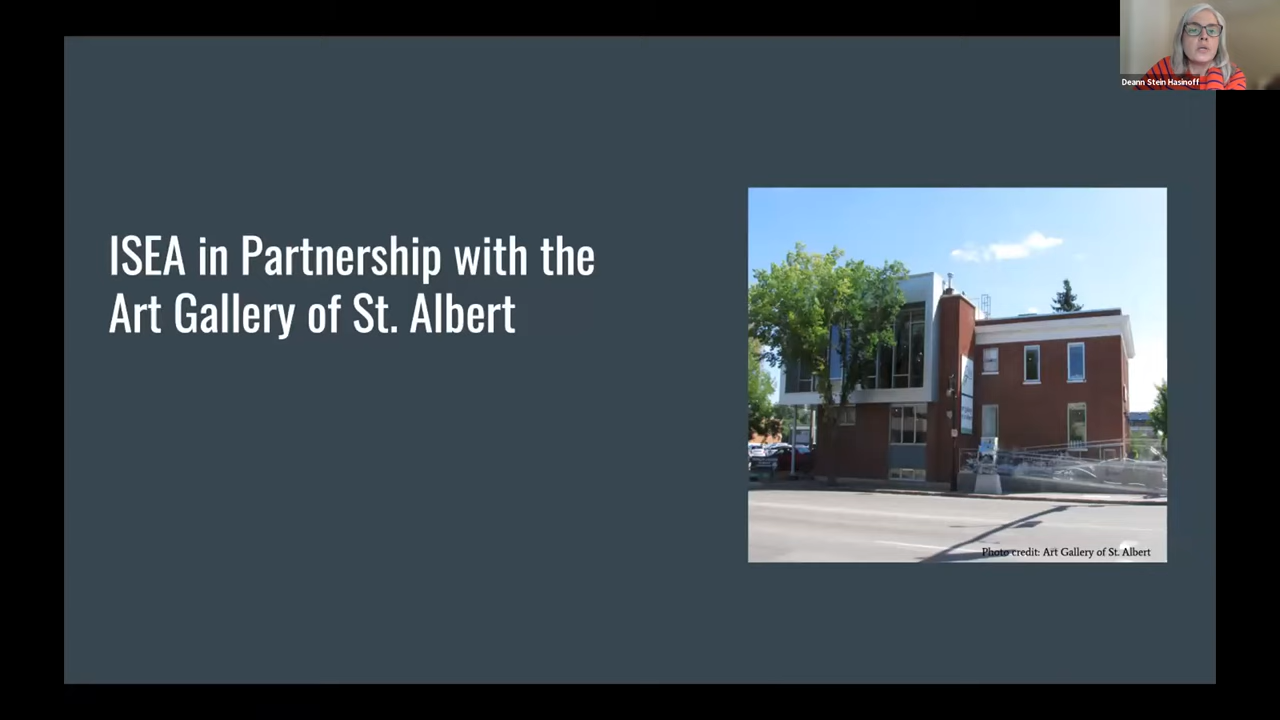 Deann Stein Hasinoff
ISEA in Partnership with the
Art Gallery of St. Albert
Photo credit: Art Gallery of St. Albert